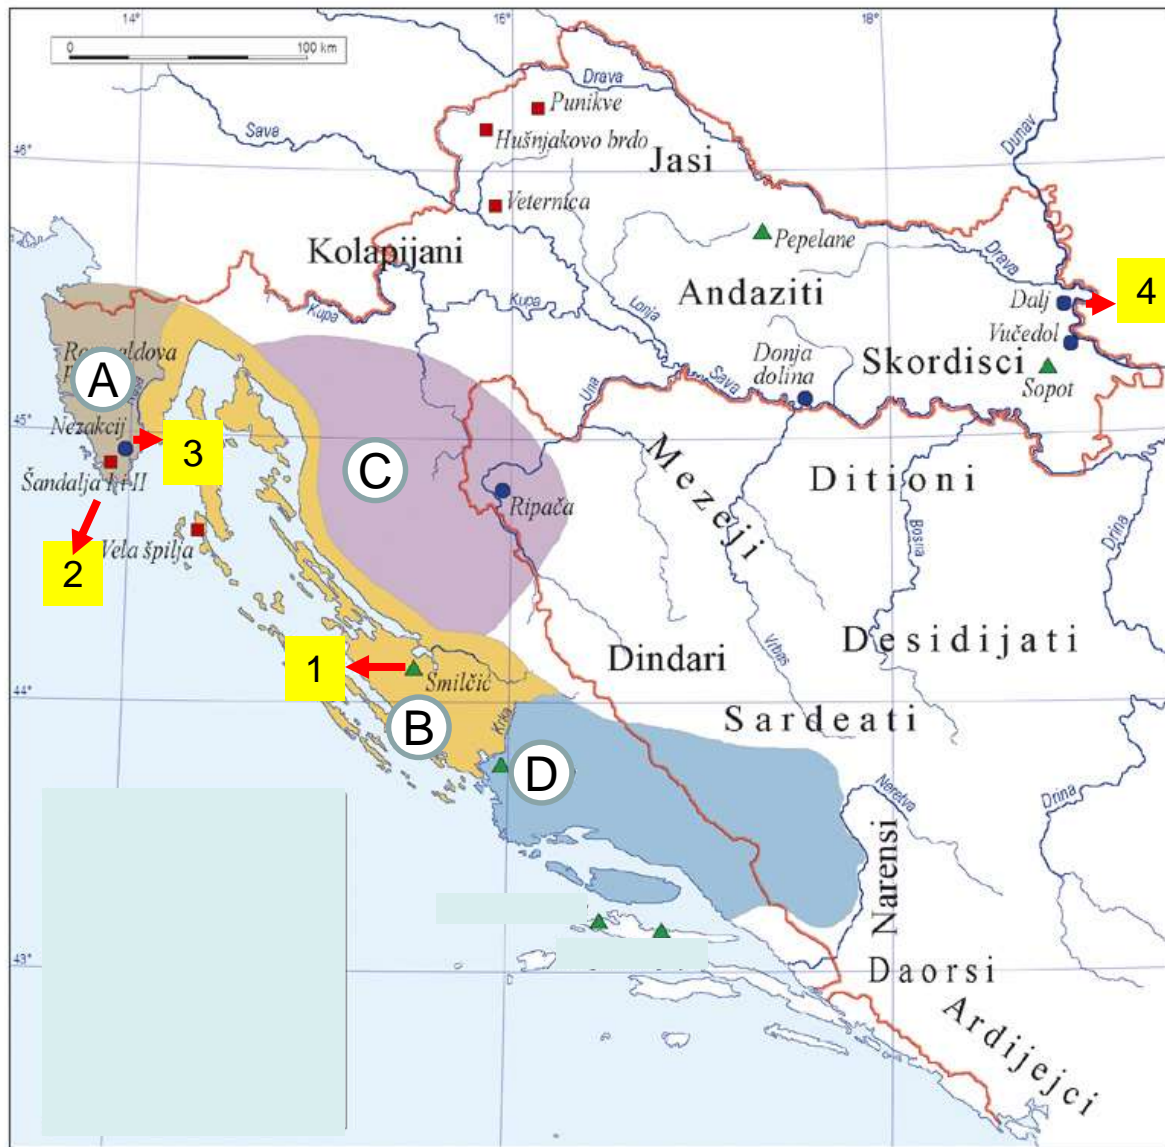 14°
16°
18°
0
100 km
Drava
Punikve
Hušnjakovo brdo
Sava
Dunav
Jasi
46°
Veternica
Kolapijani
Pepelane
Drava
Andaziti
Kupa
Lonja
Kupa
Dalj
4
Vučedol
Skordisci
Donja
dolina
Sava
Sopot
Una
A
45°
Nezakcij
3
C
Šandalja I i II
Mezeji
Ditioni
Ripača
Bosna
Drina
2
Vela špilja
Vrbas
Desidijati
1
Smilčić
Dindari
44°
Sardeati
B
Krka
D
Neretva
Drina
Narensi
43°
Daorsi
Ardijejci